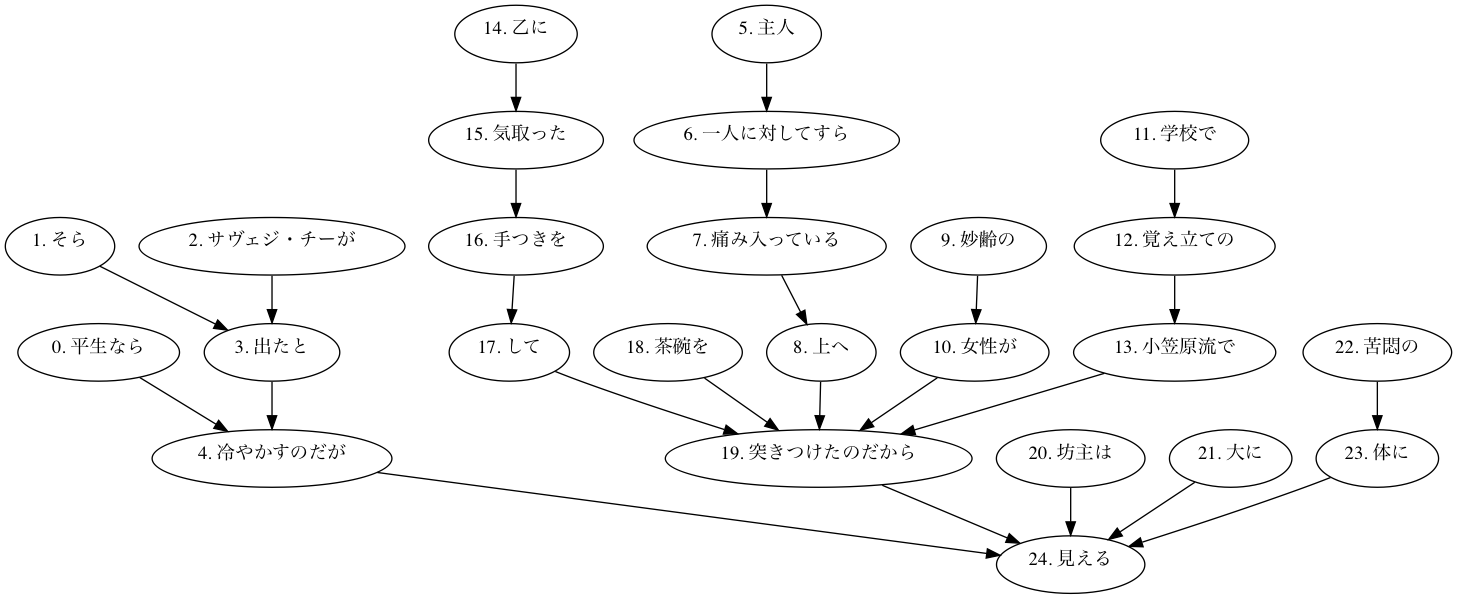 14. 乙に
5. 主人
15. 気取った
6. 一人に対してすら
11. 学校で
1. そら
2. サヴェジ・チーが
16. 手つきを
7. 痛み入っている
9. 妙齢の
12. 覚え立ての
0. 平生なら
3. 出たと
17. して
18. 茶碗を
8. 上へ
10. 女性が
13. 小笠原流で
22. 苦悶の
4. 冷やかすのだが
19. 突きつけたのだから
20. 坊主は
21. 大に
23. 体に
24. 見える